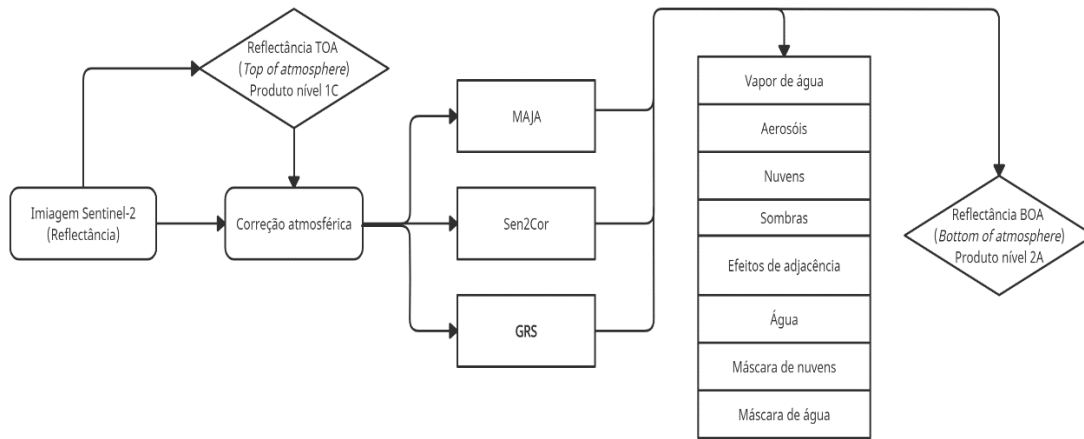 Reflectância TOA
(Top of atmosphere)
Produto nível 1C
Imiagem Sentinel-2
(Reflectância)
Correção atmosférica
MAJA
Sen2Cor
GRS
Vapor de água
Aerosóis
Nuvens
Sombras
Efeitos de adjacência
Água
Máscara de nuvens
Máscara de água
Reflectância BOA
(Bottom of atmosphere)
Produto nível 2A